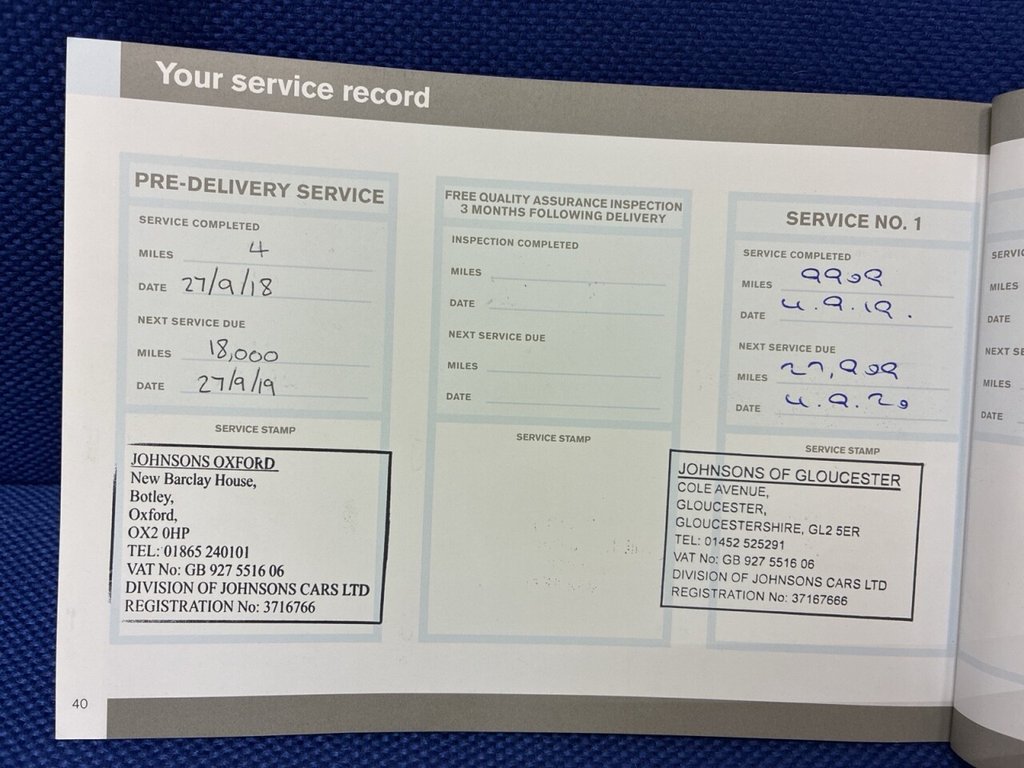 Your service record
PRE-DELIVERY SERVICE
SERVICE COMPLETED
MILES 4
DATE 27/9/18
NEXT SERVICE DUE
MILES 18,000
DATE 27/9/19
SERVICE STAMP
JOHNSONS OXFORD
New Barclay House,
Botley,
Oxford,
OX2 0HP
TEL: 01865 240101
VAT No: GB 927 5516 06
DIVISION OF JOHNSONS CARS LTD
REGISTRATION No: 3716766
FREE QUALITY ASSURANCE INSPECTION
3 MONTHS FOLLOWING DELIVERY
INSPECTION COMPLETED
MILES
DATE
NEXT SERVICE DUE
MILES
DATE
SERVICE STAMP
SERVICE NO. 1
SERVICE COMPLETED
MILES 9909
DATE 4.9.19.
NEXT SERVICE DUE
MILES 27,909
DATE 4.9.20
SERVICE STAMP
JOHNSONS OF GLOUCESTER
COLE AVENUE,
GLOUCESTER,
GLOUCESTERSHIRE, GL2 5ER
TEL: 01452 525291
VAT No: GB 927 5516 06
DIVISION OF JOHNSONS CARS LTD
REGISTRATION No: 37167666
SERVIC
MILES
DATE
NEXT SE
MILES
DATE
40